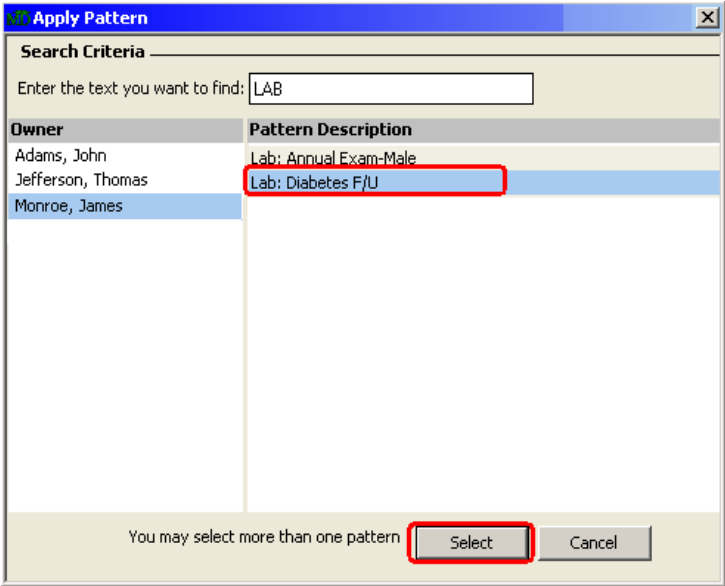 MD Apply Pattern
Search Criteria
Enter the text you want to find: LAB
Owner Pattern Description
Adams, John Lab: Annual Exam-Male
Jefferson, Thomas Lab: Diabetes F/U
Monroe, James
You may select more than one pattern Select Cancel